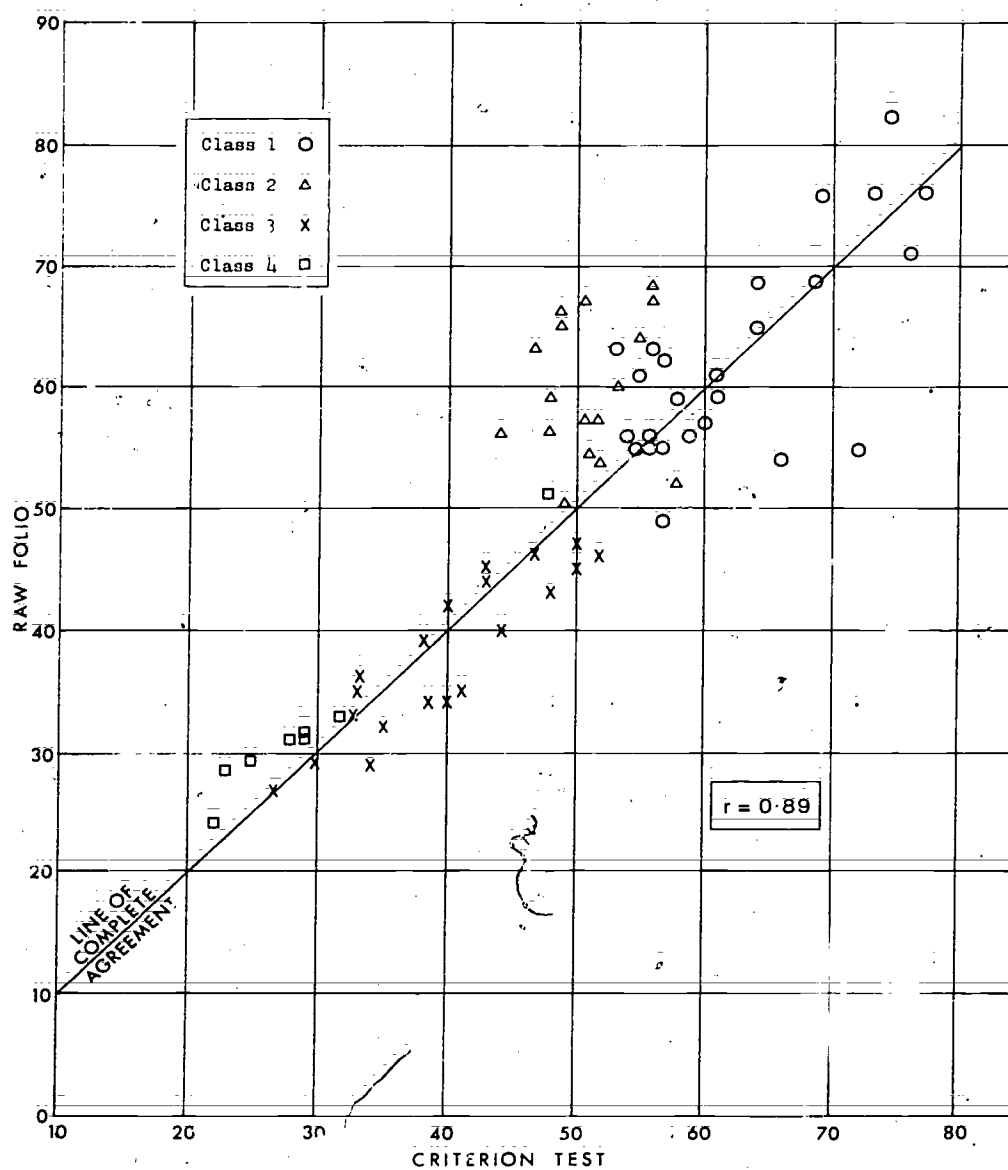 90
80
70
60
50
40
30
20
10
0
RAW FOLIO
Class 1 O
Class 2 △
Class 3 X
Class 4 □
r = 0·89
LINE OF
COMPLETE
AGREEMENT
10 20 30 40 50 60 70 80
CRITERION TEST